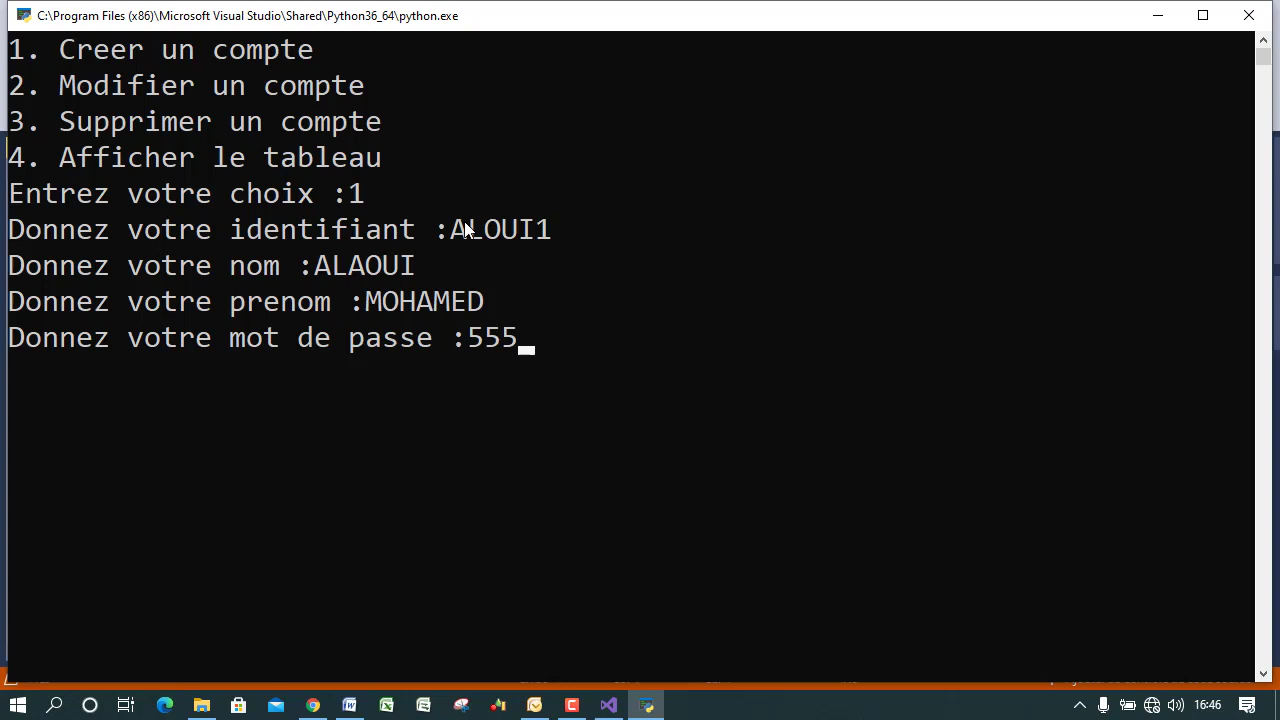 C:\Program Files (x86)\Microsoft Visual Studio\Shared\Python36_64\python.exe
1. Creer un compte
2. Modifier un compte
3. Supprimer un compte
4. Afficher le tableau
Entrez votre choix :1
Donnez votre identifiant :ALOUI1
Donnez votre nom :ALAOUI
Donnez votre prenom :MOHAMED
Donnez votre mot de passe :555
16:46